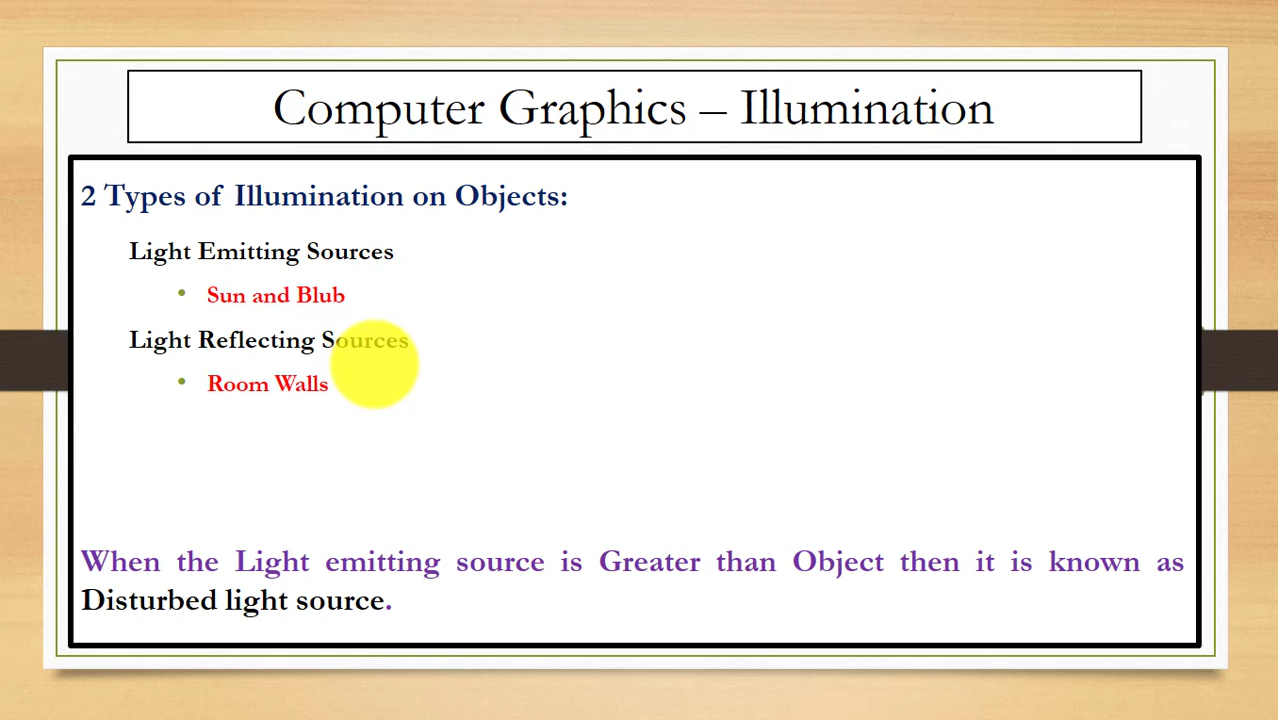 Computer Graphics – Illumination
2 Types of Illumination on Objects:
Light Emitting Sources
• Sun and Blub
Light Reflecting Sources
• Room Walls
When the Light emitting source is Greater than Object then it is known as
Disturbed light source.